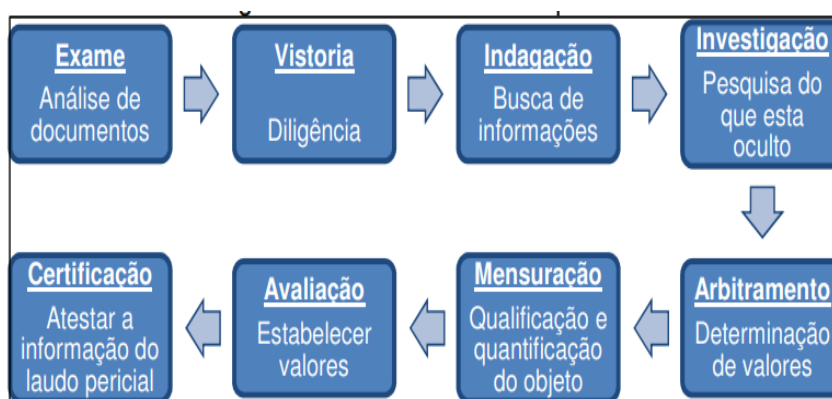 Exame
Análise de
documentos
Vistoria
Diligência
Indagação
Busca de
informações
Investigação
Pesquisa do
que esta
oculto
Certificação
Atestar a
informação do
laudo pericial
Avaliação
Estabelecer
valores
Mensuração
Qualificação e
quantificação
do objeto
Arbitramento
Determinação
de valores